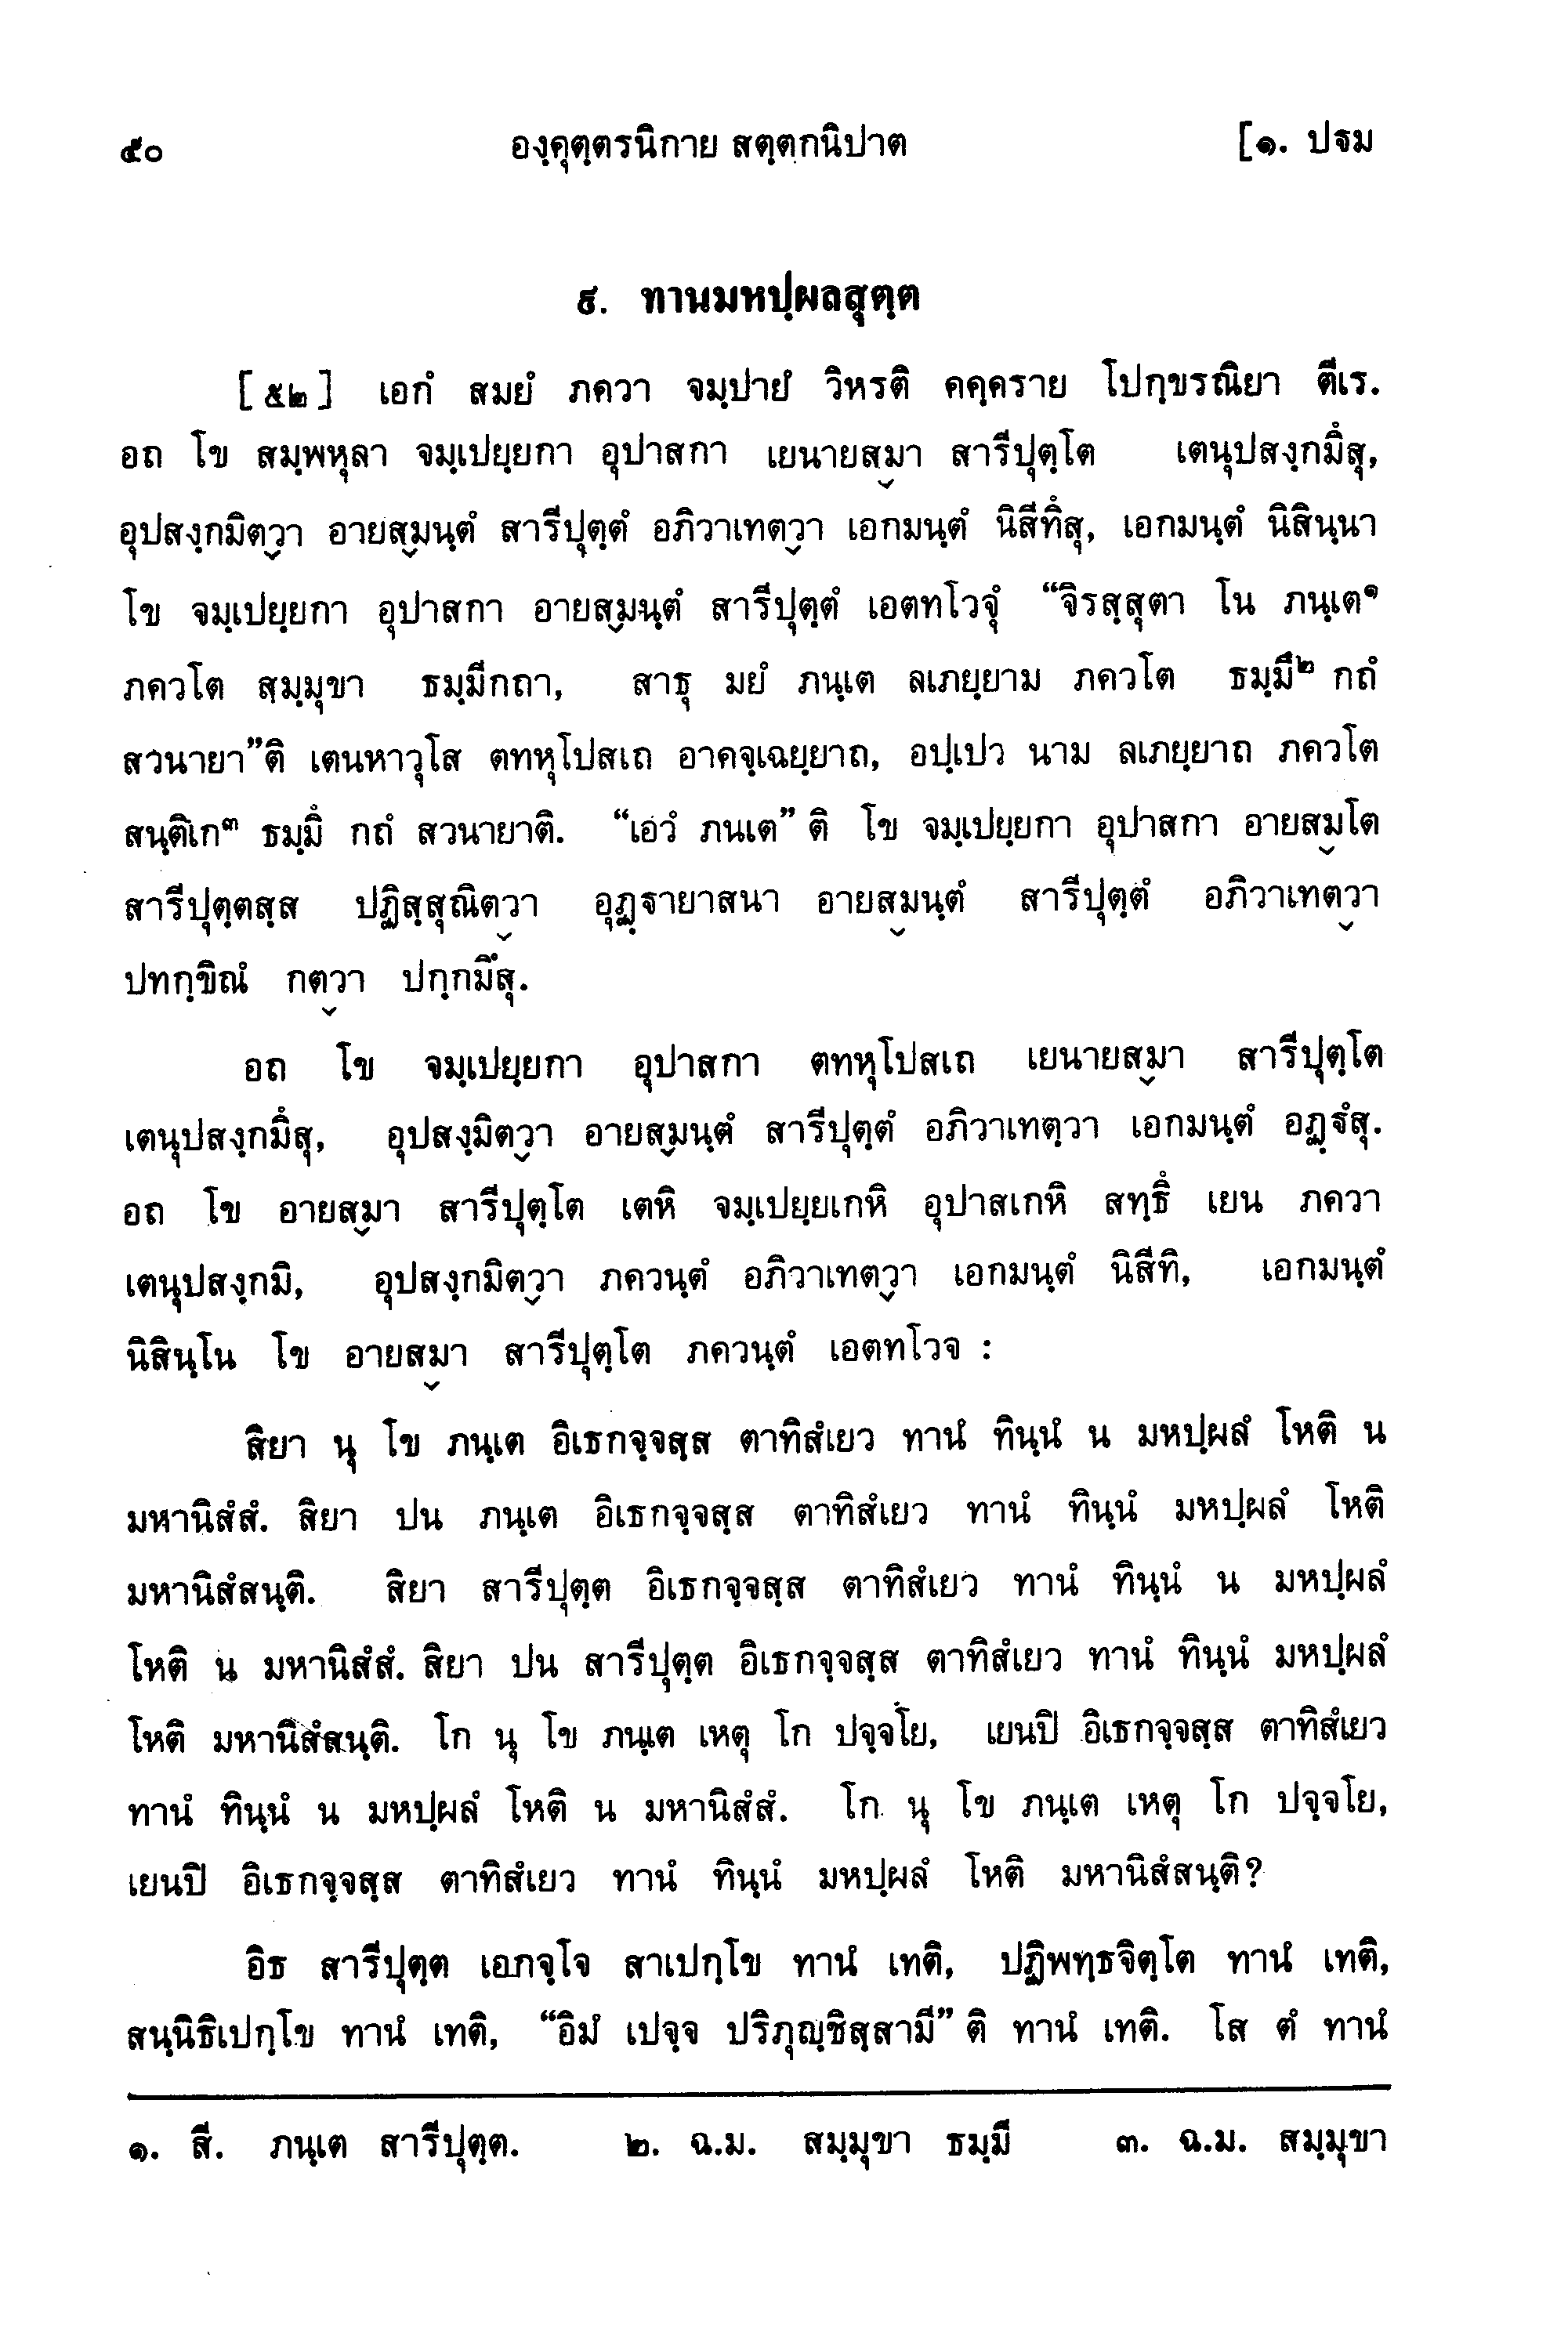 ๕๐ องฺคุตฺตรนิกาย สตฺตกนิปาต [๑. ปฐม
๙. ทานมหปฺผลสุตฺต
[๕๒] เอกํ สมยํ ภควา จมฺปายํ วิหรติ คคฺคราย โปกฺขรณิยา ตีเร.
อถ โข สมฺพหุลา จมฺเปยฺยกา อุปาสกา เยนายสฺมา สารีปุตฺโต เตนุปสงฺกมึสุ,
อุปสงฺกมิตฺวา อายสฺมนฺตํ สารีปุตฺตํ อภิวาเทตฺวา เอกมนฺตํ นิสีทึสุ, เอกมนฺตํ นิสินฺนา
โข จมฺเปยฺยกา อุปาสกา อายสฺมนฺตํ สารีปุตฺตํ เอตทโวจุํ “จิรสฺสุตา โน ภนฺเต๑
ภควโต สมฺมุขา ธมฺมีกถา, สาธุ มยํ ภนฺเต ลเภยฺยาม ภควโต ธมฺมึ๒ กถํ
สวนายา”ติ เตนหาวุโส ตทหุโปสเถ อาคจฺเฉยฺยาถ, อปฺเปว นาม ลเภยฺยาถ ภควโต
สนฺติเก๓ ธมฺมึ กถํ สวนายาติ. “เอวํ ภนเต” ติ โข จมฺเปยฺยกา อุปาสกา อายสฺมโต
สารีปุตฺตสฺส ปฏิสฺสุณิตฺวา อุฏฺฐายาสนา อายสฺมนฺตํ สารีปุตฺตํ อภิวาเทตฺวา
ปทกฺขิณํ กตฺวา ปกฺกมึสุ.
อถ โข จมฺเปยฺยกา อุปาสกา ตทหุโปสเถ เยนายสฺมา สารีปุตฺโต
เตนุปสงฺกมึสุ, อุปสงฺมิตฺวา อายสฺมนฺตํ สารีปุตฺตํ อภิวาเทตฺวา เอกมนฺตํ อฏฺฐํสุ.
อถ โข อายสฺมา สารีปุตฺโต เตหิ จมฺเปยฺยเกหิ อุปาสเกหิ สทฺธึ เยน ภควา
เตนุปสงฺกมิ, อุปสงฺกมิตฺวา ภควนฺตํ อภิวาเทตฺวา เอกมนฺตํ นิสีทิ, เอกมนฺตํ
นิสินฺโน โข อายสฺมา สารีปุตฺโต ภควนฺตํ เอตทโวจ :
สิยา นุ โข ภนฺเต อิเธกจฺจสฺส ตาทิสํเยว ทานํ ทินฺนํ น มหปฺผลํ โหติ น
มหานิสํสํ. สิยา ปน ภนฺเต อิเธกจฺจสฺส ตาทิสํเยว ทานํ ทินฺนํ มหปฺผลํ โหติ
มหานิสํสนฺติ. สิยา สารีปุตฺต อิเธกจฺจสฺส ตาทิสํเยว ทานํ ทินฺนํ น มหปฺผลํ
โหติ น มหานิสํสํ. สิยา ปน สารีปุตฺต อิเธกจฺจสฺส ตาทิสํเยว ทานํ ทินฺนํ มหปฺผลํ
โหติ มหานิสํสนฺติ. โก นุ โข ภนฺเต เหตุ โก ปจฺจโย, เยนปิ อิเธกจฺจสฺส ตาทิสํเยว
ทานํ ทินฺนํ น มหปฺผลํ โหติ น มหานิสํสํ. โก นุ โข ภนฺเต เหตุ โก ปจฺจโย,
เยนปิ อิเธกจฺจสฺส ตาทิสํเยว ทานํ ทินฺนํ มหปฺผลํ โหติ มหานิสํสนฺติ?
อิธ สารีปุตฺต เอกจฺโจ สาเปกฺโข ทานํ เทติ, ปฏิพทฺธจิตฺโต ทานํ เทติ,
สนฺนิธิเปกฺโข ทานํ เทติ, “อิมํ เปจฺจ ปริภุญฺชิสฺสามี” ติ ทานํ เทติ. โส ตํ ทานํ
๑. สี. ภนฺเต สารีปุตฺต. ๒. ฉ.ม. สมฺมุขา ธมฺมี ๓. ฉ.ม. สมฺมุขา